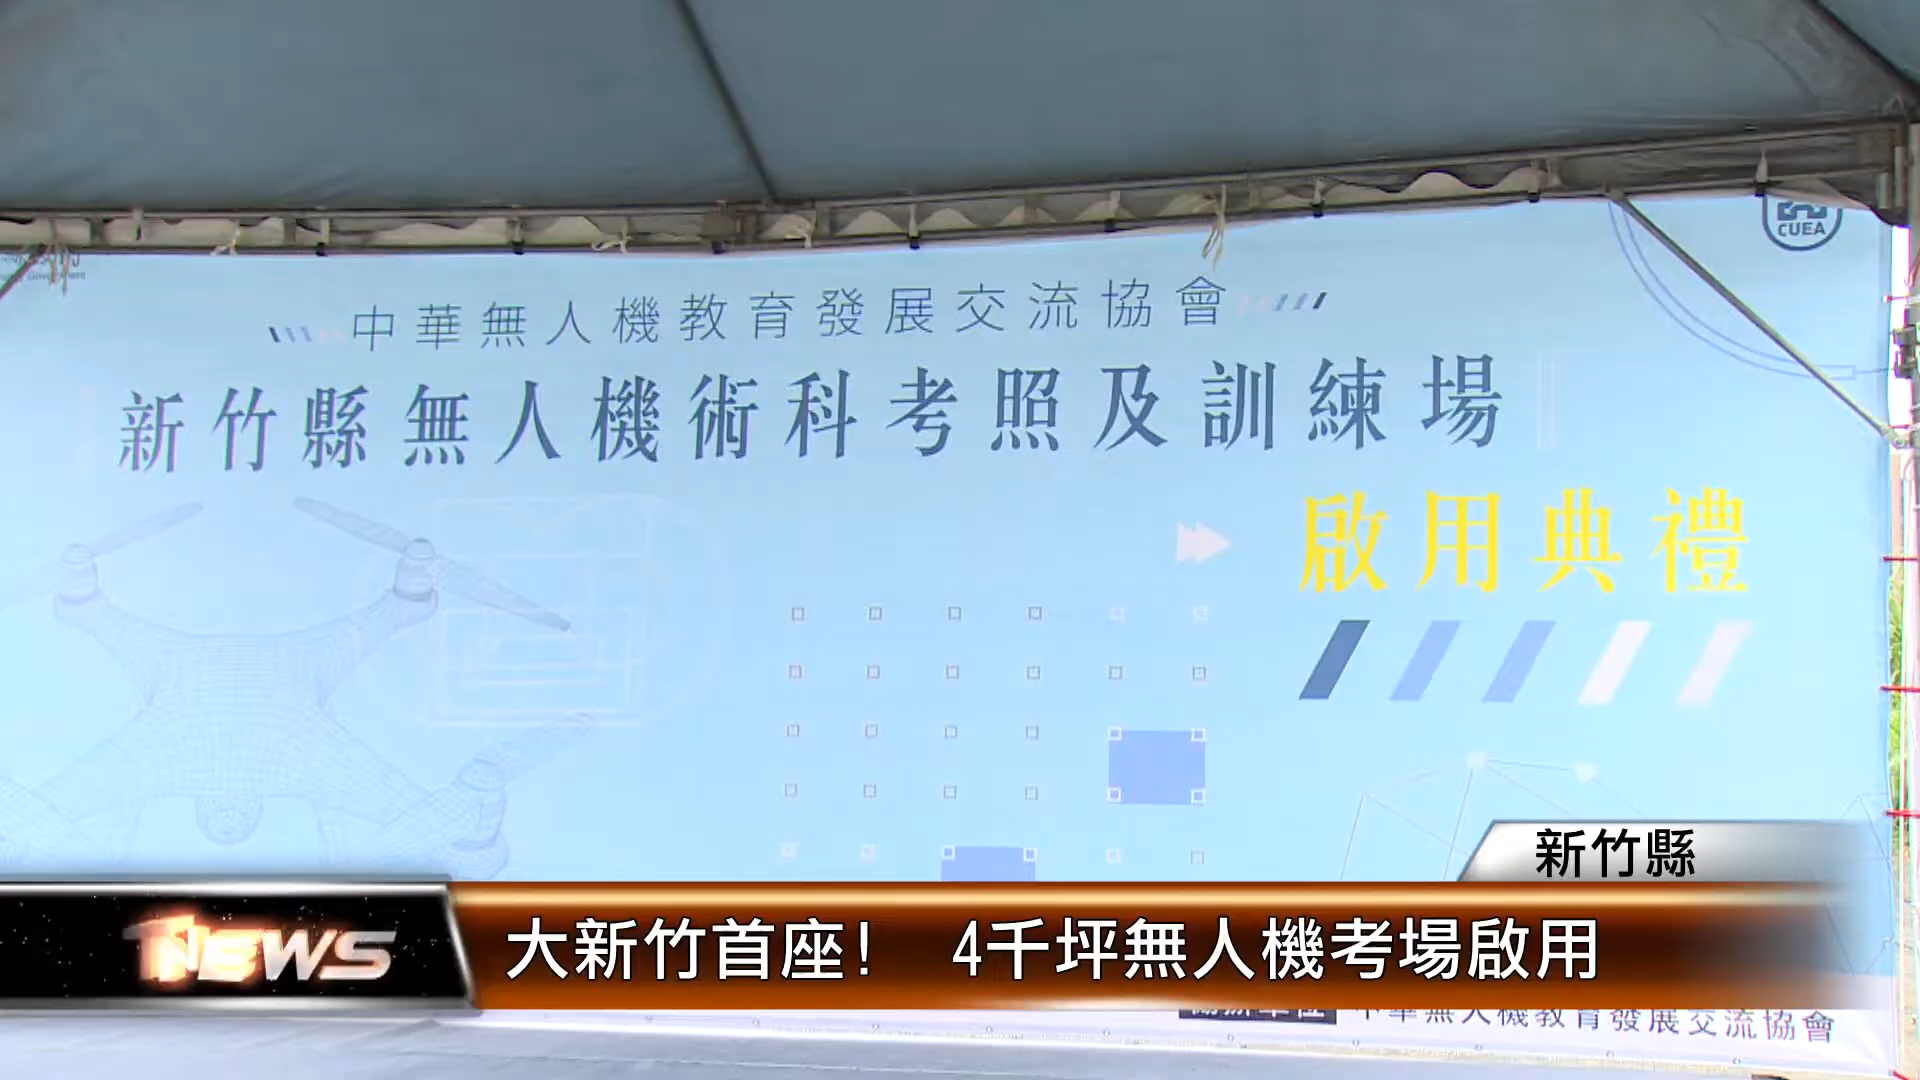 CUEA
中華無人機教育發展交流協會
新竹縣無人機術科考照及訓練場
啟用典禮
新竹縣
NEWS
大新竹首座! 4千坪無人機考場啟用
中華無人機教育發展交流協會